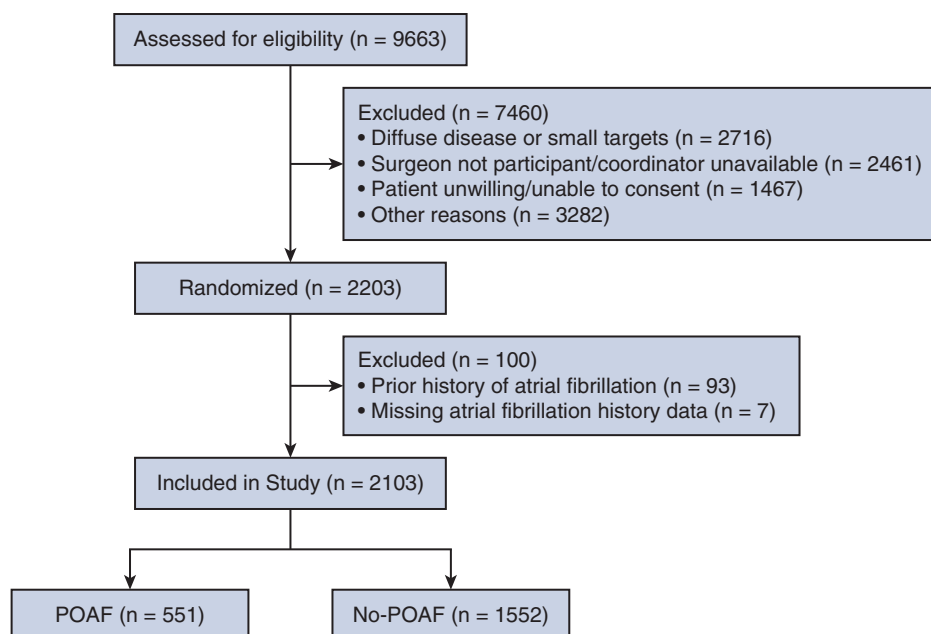 Assessed for eligibility (n = 9663)
Excluded (n = 7460)
• Diffuse disease or small targets (n = 2716)
• Surgeon not participant/coordinator unavailable (n = 2461)
• Patient unwilling/unable to consent (n = 1467)
• Other reasons (n = 3282)
Randomized (n = 2203)
Excluded (n = 100)
• Prior history of atrial fibrillation (n = 93)
• Missing atrial fibrillation history data (n = 7)
Included in Study (n = 2103)
POAF (n = 551)
No-POAF (n = 1552)